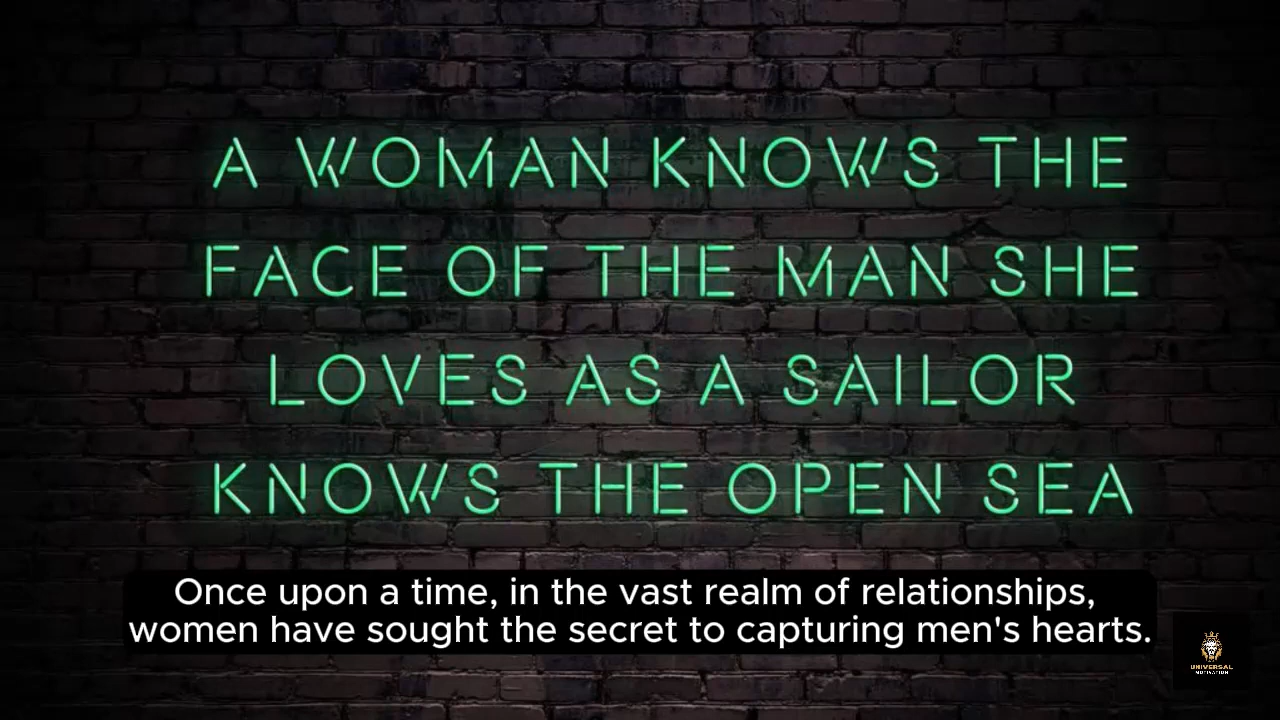 A WOMAN KNOWS THE
FACE OF THE MAN SHE
LOVES AS A SAILOR
KNOWS THE OPEN SEA
Once upon a time, in the vast realm of relationships,
women have sought the secret to capturing men's hearts.
UNIVERSAL
MOTIVATION